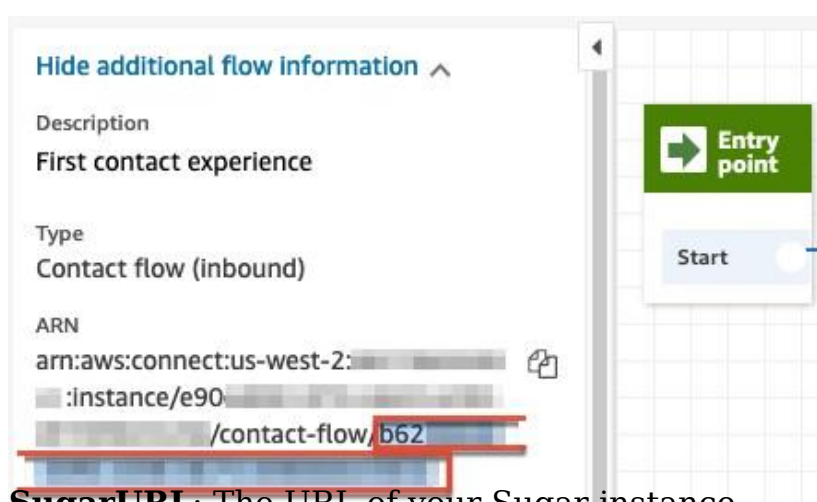 Hide additional flow information
Description
First contact experience
Type
Contact flow (inbound)
ARN
arn:aws:connect:us-west-2:
:instance/e90
/contact-flow/b62
Entry
point
Start
SugarURL: The URL of your Sugar instance